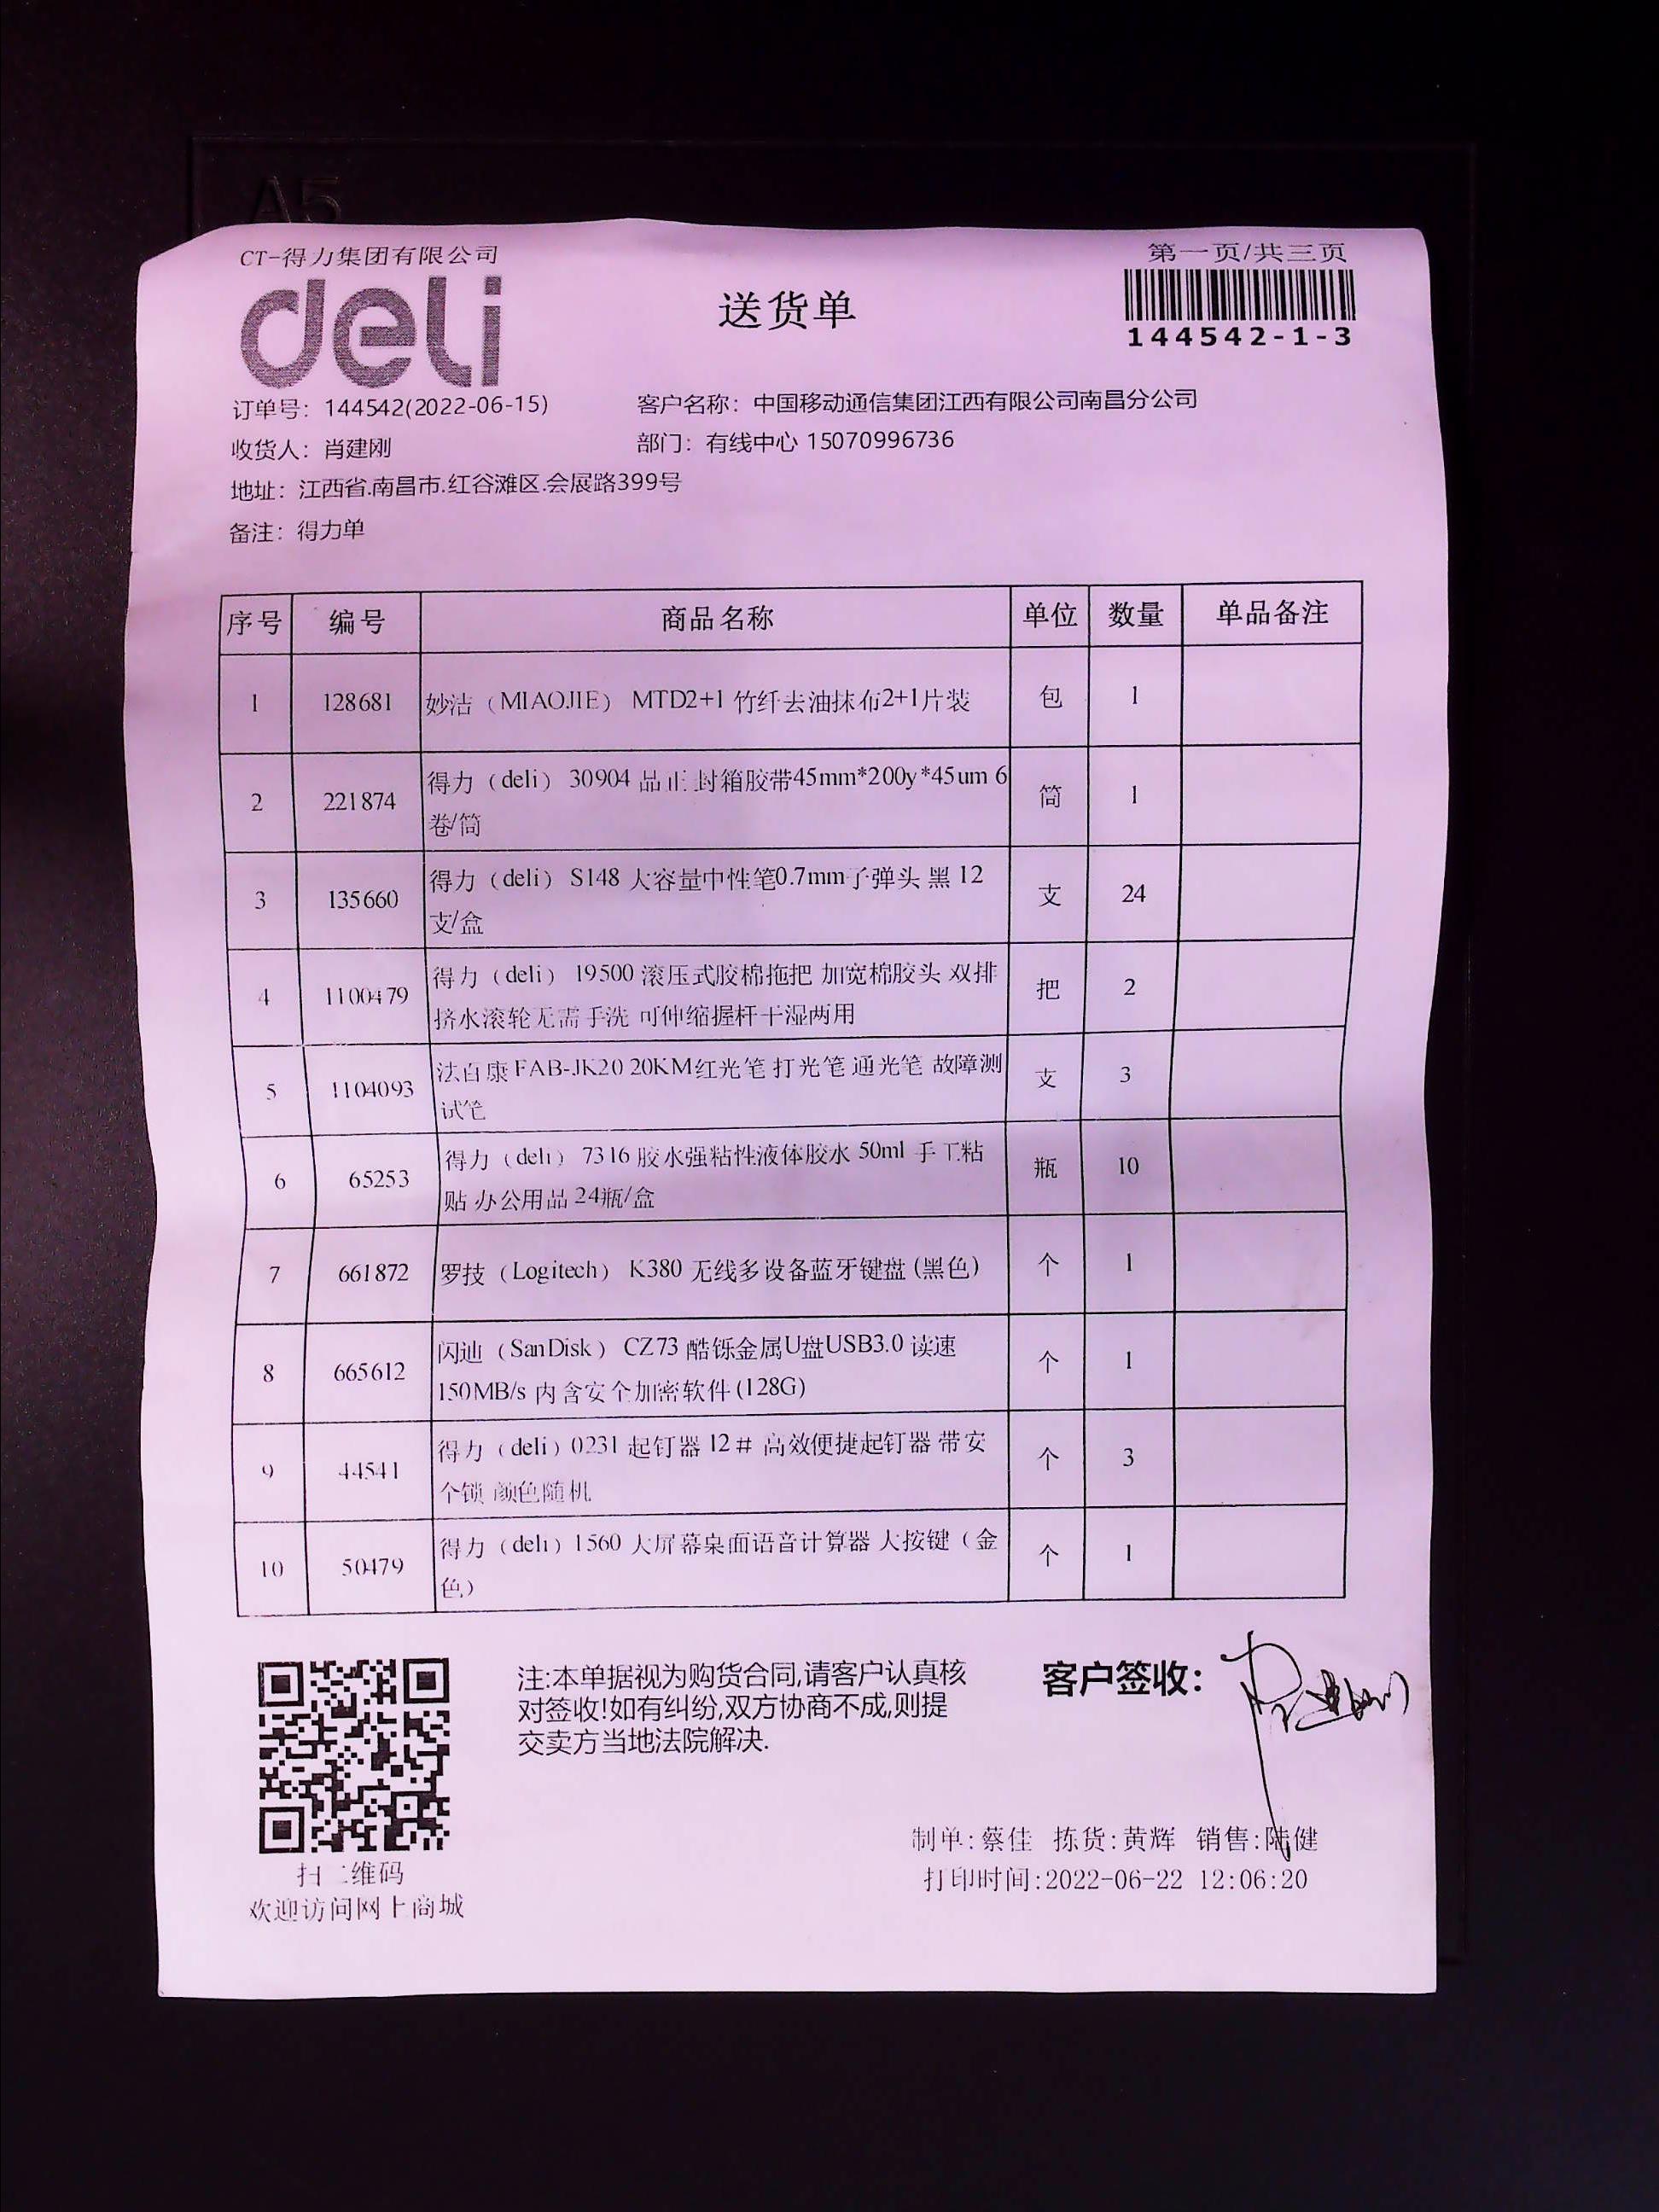 A5
CT-得力集团有限公司
第一页/共三页
deli
送货单
144542-1-3
订单号：144542(2022-06-15)
客户名称：中国移动通信集团江西有限公司南昌分公司
收货人：肖建刚
部门：有线中心 15070996736
地址：江西省.南昌市.红谷滩区.会展路399号
备注：得力单
序号 编号 商品名称 单位 数量 单品备注
1 128681 妙洁（MIAOJIE） MTD2+1 竹纤去油抹布2+1片装 包 1
2 221874 得力（deli） 30904 品正 封箱胶带45mm*200y*45um 6 筒 1
卷/筒
3 135660 得力（deli） S148 大容量中性笔0.7mm子弹头 黑 12 支 24
支/盒
4 1100479 得力（deli） 19500 滚压式胶棉拖把 加宽棉胶头 双排 把 2
挤水滚轮无需手洗 可伸缩握杆干湿两用
5 1104093 法百康 FAB-JK20 20KM红光笔 打光笔 通光笔 故障测 支 3
试笔
6 65253 得力（deli） 7316 胶水强粘性液体胶水 50ml 手工粘 瓶 10
贴 办公用品 24瓶/盒
7 661872 罗技（Logitech） K380 无线多设备蓝牙键盘 (黑色) 个 1
8 665612 闪迪（SanDisk） CZ73 酷铄金属U盘USB3.0 读速 个 1
150MB/s 内含安全加密软件 (128G)
9 44541 得力（deli）0231 起钉器 12# 高效便捷起钉器 带安 个 3
全锁 颜色随机
10 50479 得力（deli）1560 大屏幕桌面语音计算器 大按键（金 个 1
色）
注:本单据视为购货合同,请客户认真核
对签收!如有纠纷,双方协商不成,则提
交卖方当地法院解决.
客户签收：肖建刚
制单:蔡佳 拣货:黄辉 销售:陆健
打印时间:2022-06-22 12:06:20
扫二维码
欢迎访问网上商城